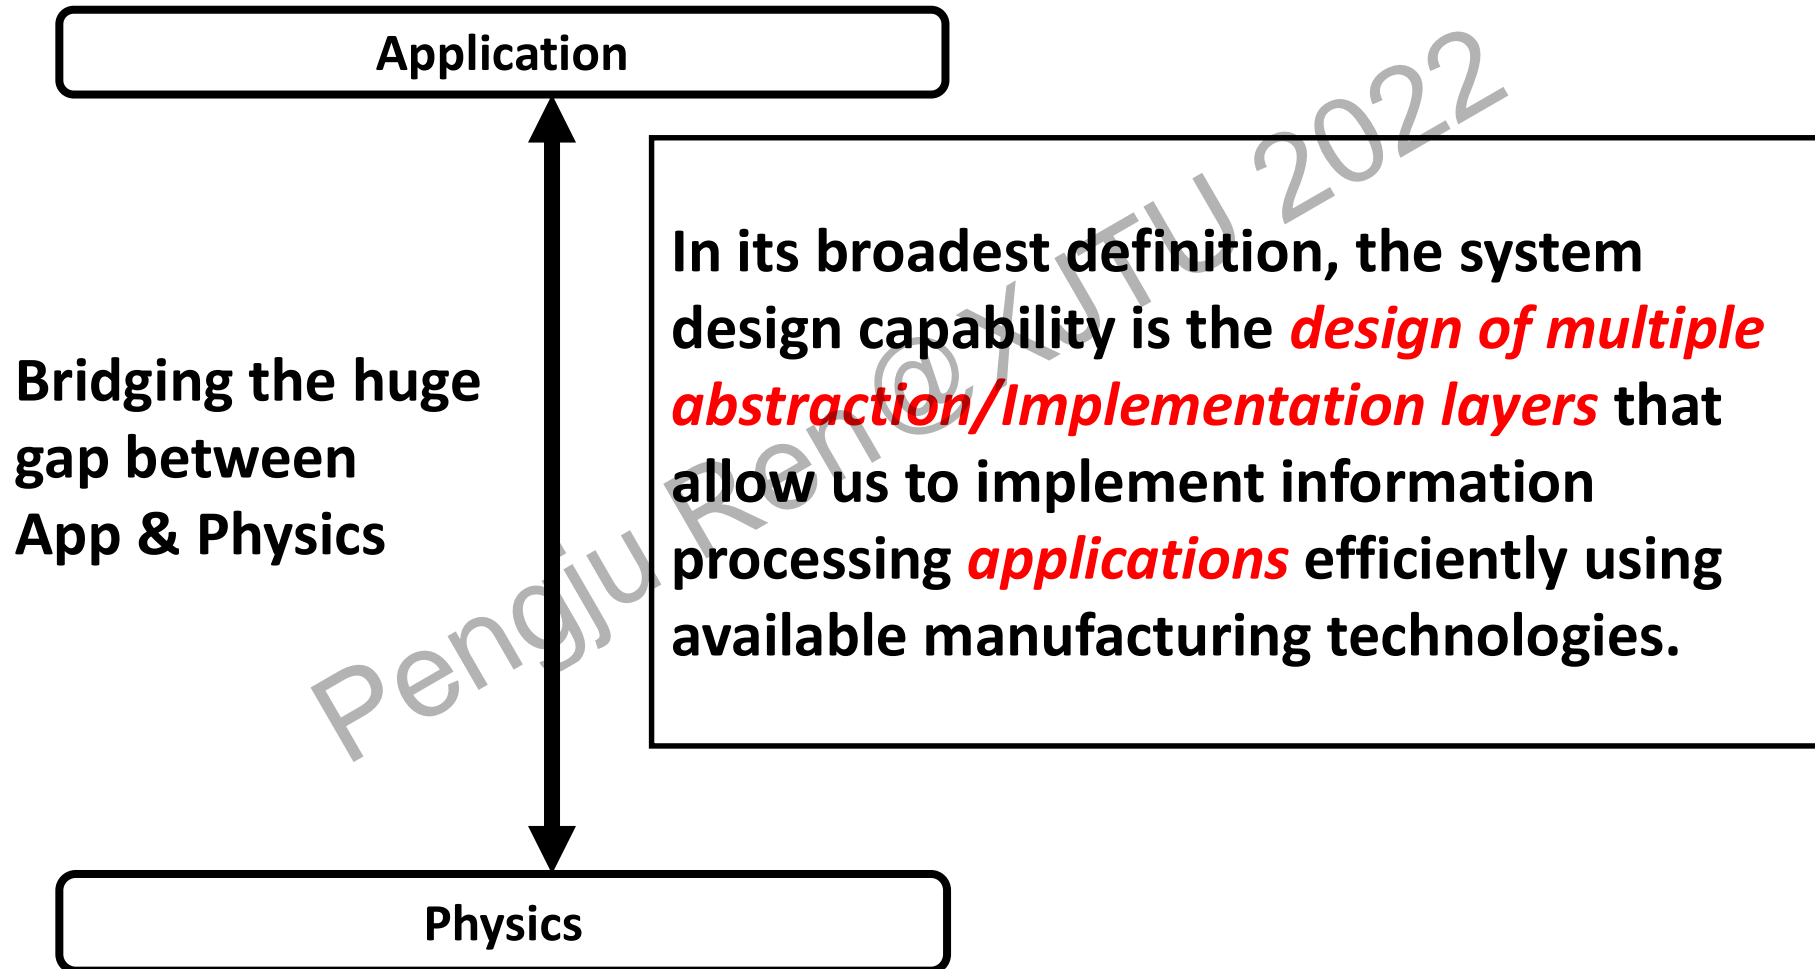 Application
Bridging the huge
gap between
App & Physics
In its broadest definition, the system
design capability is the design of multiple
abstraction/Implementation layers that
allow us to implement information
processing applications efficiently using
available manufacturing technologies.
Physics
Pengju Ren@XJTU 2022